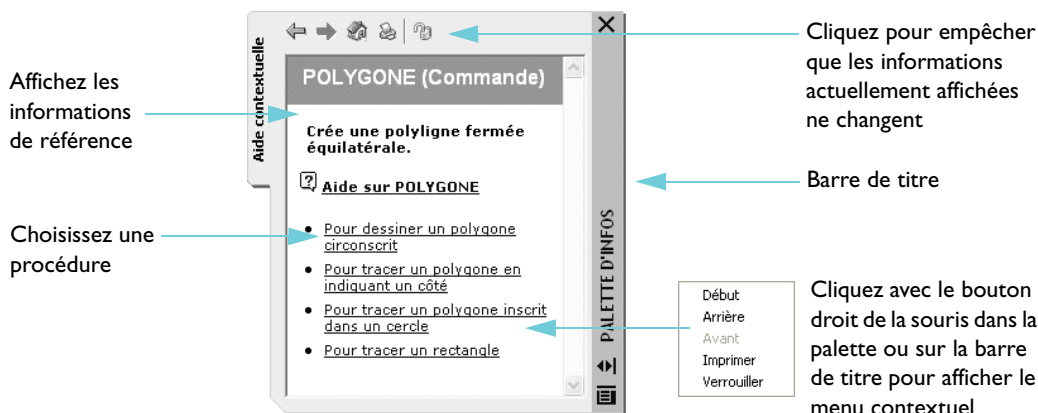 Aide contextuelle
POLYGONE (Commande)
Crée une polyligne fermée
équilatérale.
Aide sur POLYGONE
• Pour dessiner un polygone
circonscrit
• Pour tracer un polygone en
indiquant un côté
• Pour tracer un polygone inscrit
dans un cercle
• Pour tracer un rectangle
PALETTE D'INFOS
Affichez les
informations
de référence
Choisissez une
procédure
Cliquez pour empêcher
que les informations
actuellement affichées
ne changent
Barre de titre
Début
Arrière
Avant
Imprimer
Verrouiller
Cliquez avec le bouton
droit de la souris dans la
palette ou sur la barre
de titre pour afficher le
menu contextuel